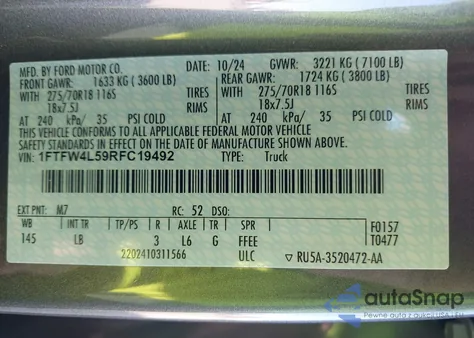 MFD. BY FORD MOTOR CO. 10/24 GVWR: 3221 KG ( 7100 LB)
FRONT GAWR: 1633 KG ( 3600 LB) REAR GAWR: 1724 KG ( 3800 LB)
WITH 275/70R18 116S TIRES WITH 275/70R18 116S TIRES
18x7.5J RIMS 18x7.5J RIMS
AT 240 kPa/ 35 PSI COLD AT 240 kPa/ 35 PSI COLD
THIS VEHICLE CONFORMS TO ALL APPLICABLE FEDERAL MOTOR VEHICLE
SAFETY STANDARDS IN EFFECT ON THE DATE OF MANUFACTURE SHOWN ABOVE.
VIN: 1FTFW4L59RFC19492 TYPE: Truck
EXT PNT: M7 RC: 52 DSO:
WB INT TR TP/PS R AXLE TR SPR F0157
145 LB 3 L6 G FFEE T0477
2202410311566 ULC ▽ RU5A-3520472-AA
autoSnap
Pewne auta z aukcji USA i EU